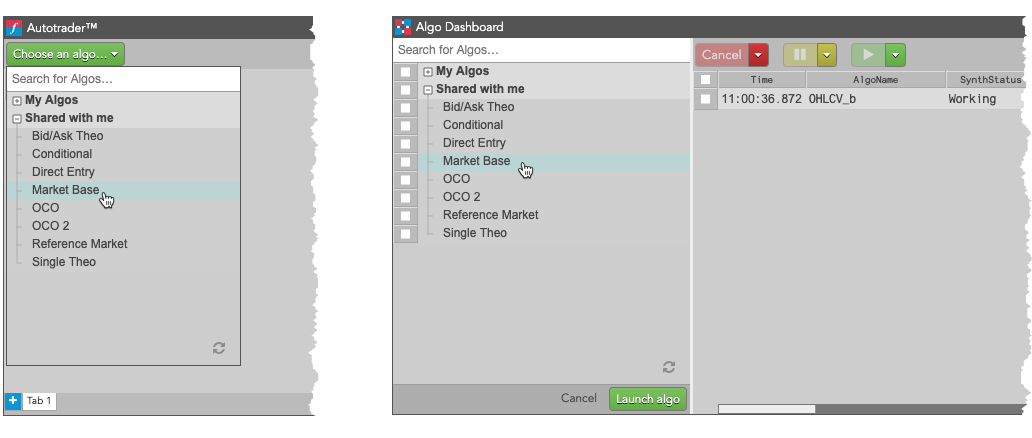 Autotrader™
Choose an algo...
Search for Algos...
My Algos
Shared with me
Bid/Ask Theo
Conditional
Direct Entry
Market Base
OCO
OCO 2
Reference Market
Single Theo
Tab 1
Algo Dashboard
Search for Algos...
My Algos
Shared with me
Bid/Ask Theo
Conditional
Direct Entry
Market Base
OCO
OCO 2
Reference Market
Single Theo
Cancel Launch algo
Cancel
Time AlgoName SynthStatus
11:00:36.872 OHLCV_b Working